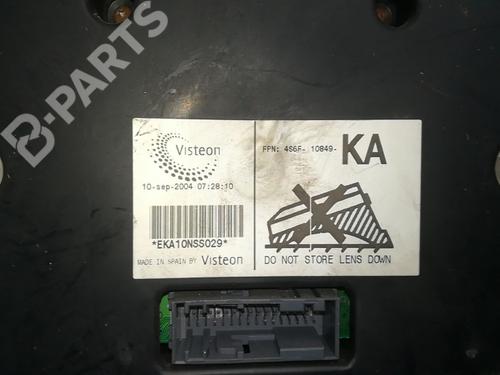 B-PARTS
Visteon
10-sep-2004 07:28:10
*EKA10NSS029*
MADE IN SPAIN BY Visteon
FPN: 4S6F- 10849- KA
DO NOT STORE LENS DOWN